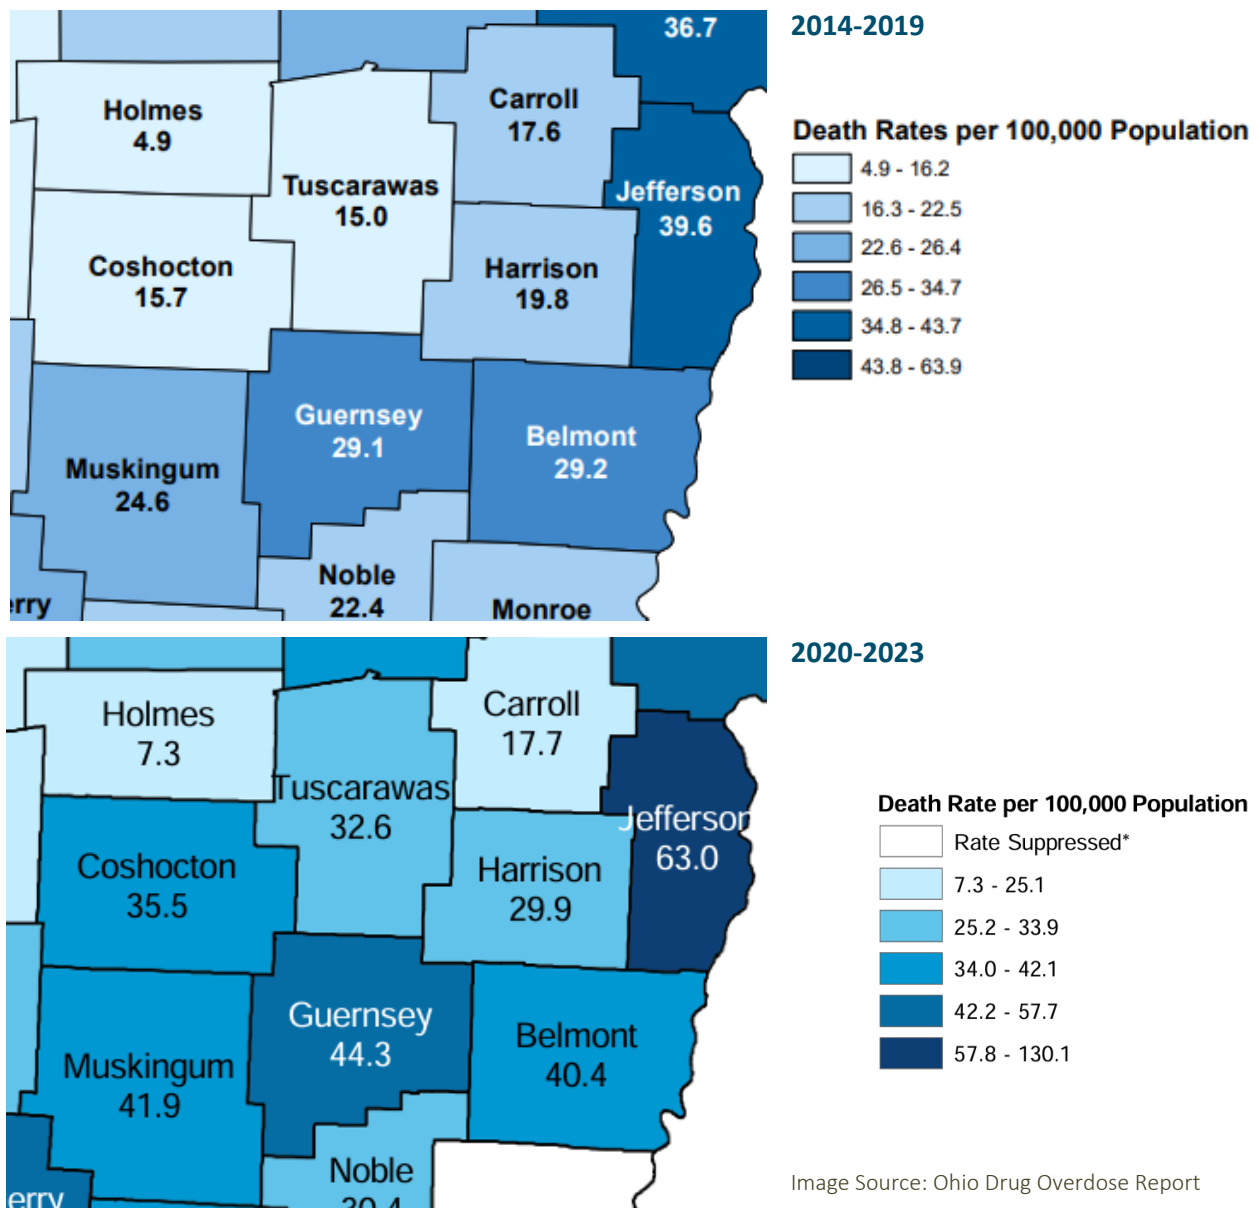 36.7
2014-2019
Holmes
4.9
Carroll
17.6
Tuscarawas
15.0
Jefferson
39.6
Coshocton
15.7
Harrison
19.8
Guernsey
29.1
Belmont
29.2
Muskingum
24.6
Noble
22.4
Monroe
erry
Death Rates per 100,000 Population
4.9 - 16.2
16.3 - 22.5
22.6 - 26.4
26.5 - 34.7
34.8 - 43.7
43.8 - 63.9
2020-2023
Holmes
7.3
Carroll
17.7
Tuscarawas
32.6
Jefferson
63.0
Coshocton
35.5
Harrison
29.9
Guernsey
44.3
Belmont
40.4
Muskingum
41.9
Noble
30.4
erry
Death Rate per 100,000 Population
Rate Suppressed*
7.3 - 25.1
25.2 - 33.9
34.0 - 42.1
42.2 - 57.7
57.8 - 130.1
Image Source: Ohio Drug Overdose Report